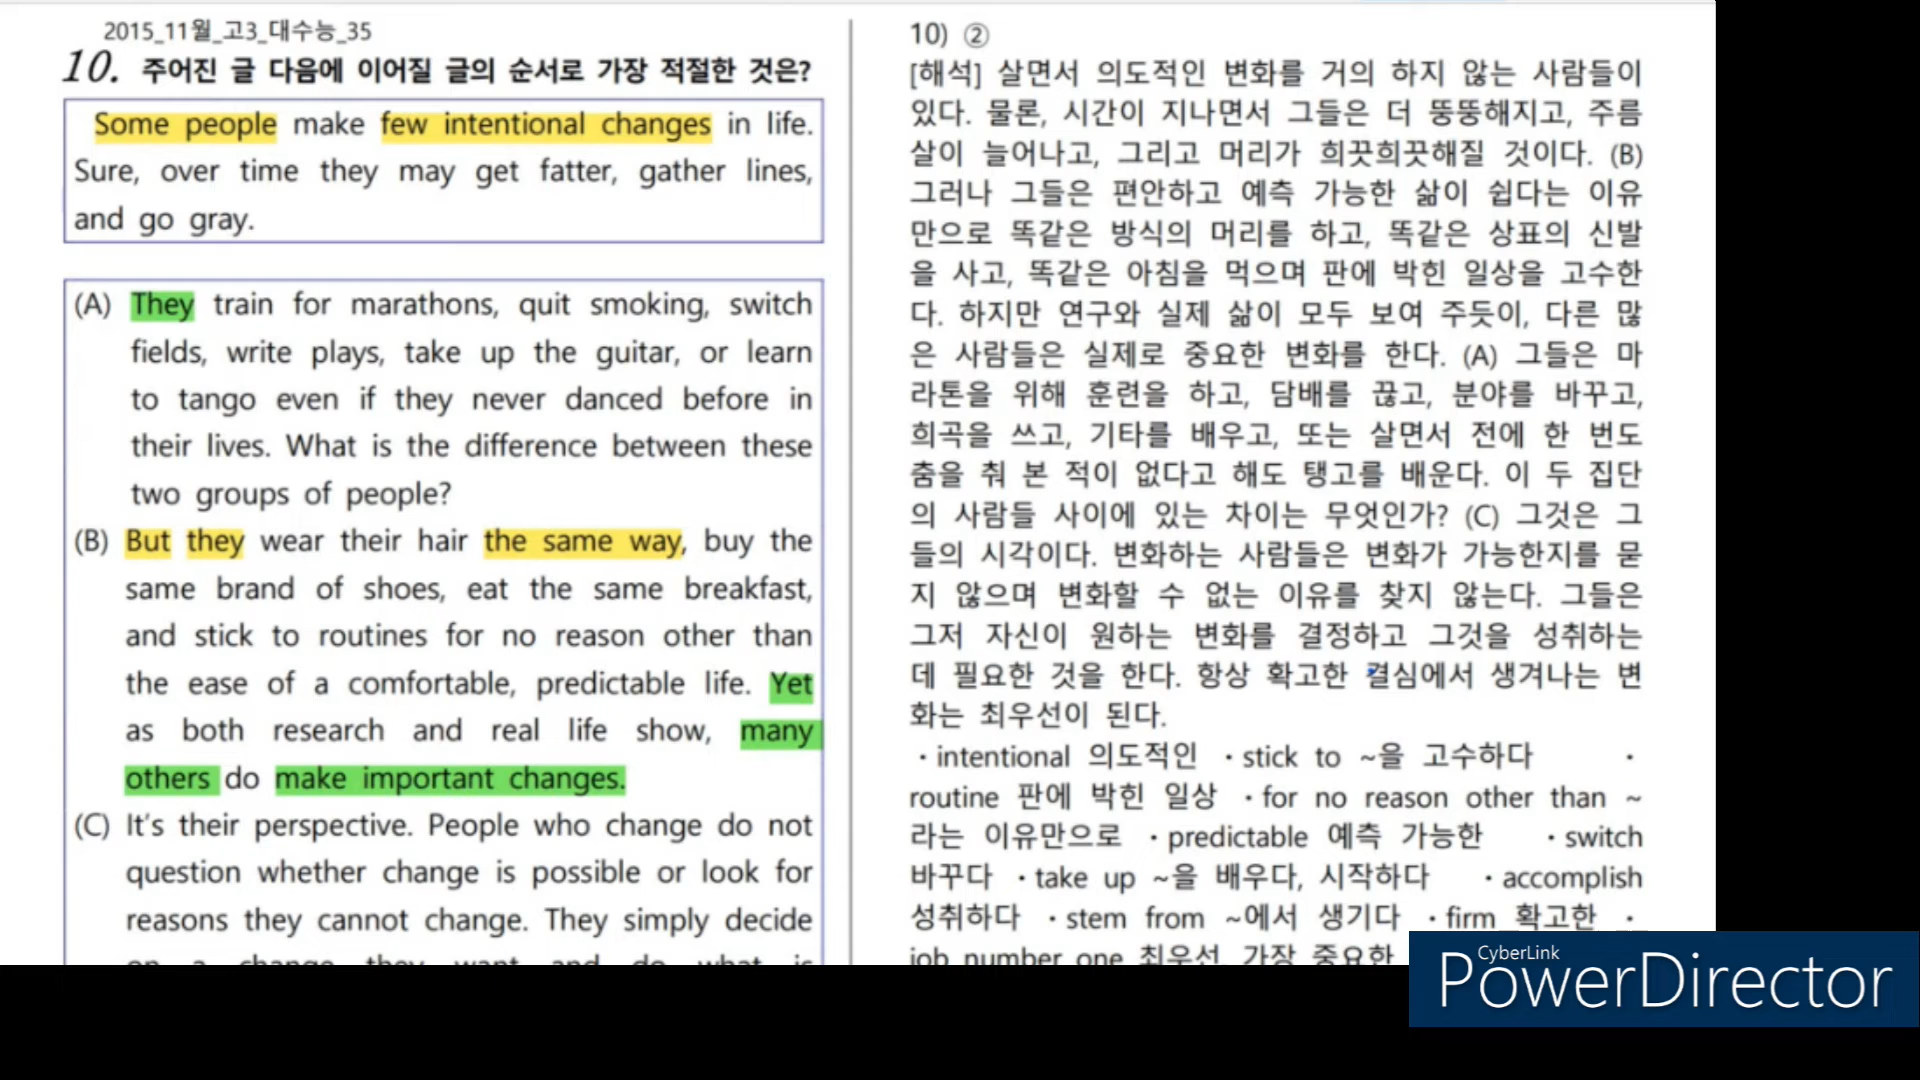 2015_11월_고3_대수능_35
10. 주어진 글 다음에 이어질 글의 순서로 가장 적절한 것은?
Some people make few intentional changes in life.
Sure, over time they may get fatter, gather lines,
and go gray.
(A) They train for marathons, quit smoking, switch
fields, write plays, take up the guitar, or learn
to tango even if they never danced before in
their lives. What is the difference between these
two groups of people?
(B) But they wear their hair the same way, buy the
same brand of shoes, eat the same breakfast,
and stick to routines for no reason other than
the ease of a comfortable, predictable life. Yet
as both research and real life show, many
others do make important changes.
(C) It's their perspective. People who change do not
question whether change is possible or look for
reasons they cannot change. They simply decide
on a change they want and do what is
10) ②
[해석] 살면서 의도적인 변화를 거의 하지 않는 사람들이
있다. 물론, 시간이 지나면서 그들은 더 뚱뚱해지고, 주름
살이 늘어나고, 그리고 머리가 희끗희끗해질 것이다. (B)
그러나 그들은 편안하고 예측 가능한 삶이 쉽다는 이유
만으로 똑같은 방식의 머리를 하고, 똑같은 상표의 신발
을 사고, 똑같은 아침을 먹으며 판에 박힌 일상을 고수한
다. 하지만 연구와 실제 삶이 모두 보여 주듯이, 다른 많
은 사람들은 실제로 중요한 변화를 한다. (A) 그들은 마
라톤을 위해 훈련을 하고, 담배를 끊고, 분야를 바꾸고,
희곡을 쓰고, 기타를 배우고, 또는 살면서 전에 한 번도
춤을 춰 본 적이 없다고 해도 탱고를 배운다. 이 두 집단
의 사람들 사이에 있는 차이는 무엇인가? (C) 그것은 그
들의 시각이다. 변화하는 사람들은 변화가 가능한지를 묻
지 않으며 변화할 수 없는 이유를 찾지 않는다. 그들은
그저 자신이 원하는 변화를 결정하고 그것을 성취하는
데 필요한 것을 한다. 항상 확고한 결심에서 생겨나는 변
화는 최우선이 된다.
・intentional 의도적인 ・stick to ~을 고수하다 ・
routine 판에 박힌 일상 ・for no reason other than ~
라는 이유만으로 ・predictable 예측 가능한 ・switch
바꾸다 ・take up ~을 배우다, 시작하다 ・accomplish
성취하다 ・stem from ~에서 생기다 ・firm 확고한 ・
job number one 최우선, 가장 중요한
CyberLink
PowerDirector